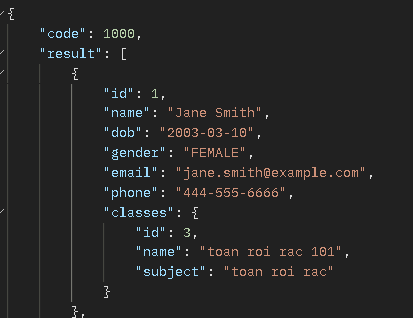 {
"code": 1000,
"result": [
{
"id": 1,
"name": "Jane Smith",
"dob": "2003-03-10",
"gender": "FEMALE",
"email": "jane.smith@example.com",
"phone": "444-555-6666",
"classes": {
"id": 3,
"name": "toan roi rac 101",
"subject": "toan roi rac"
}
},